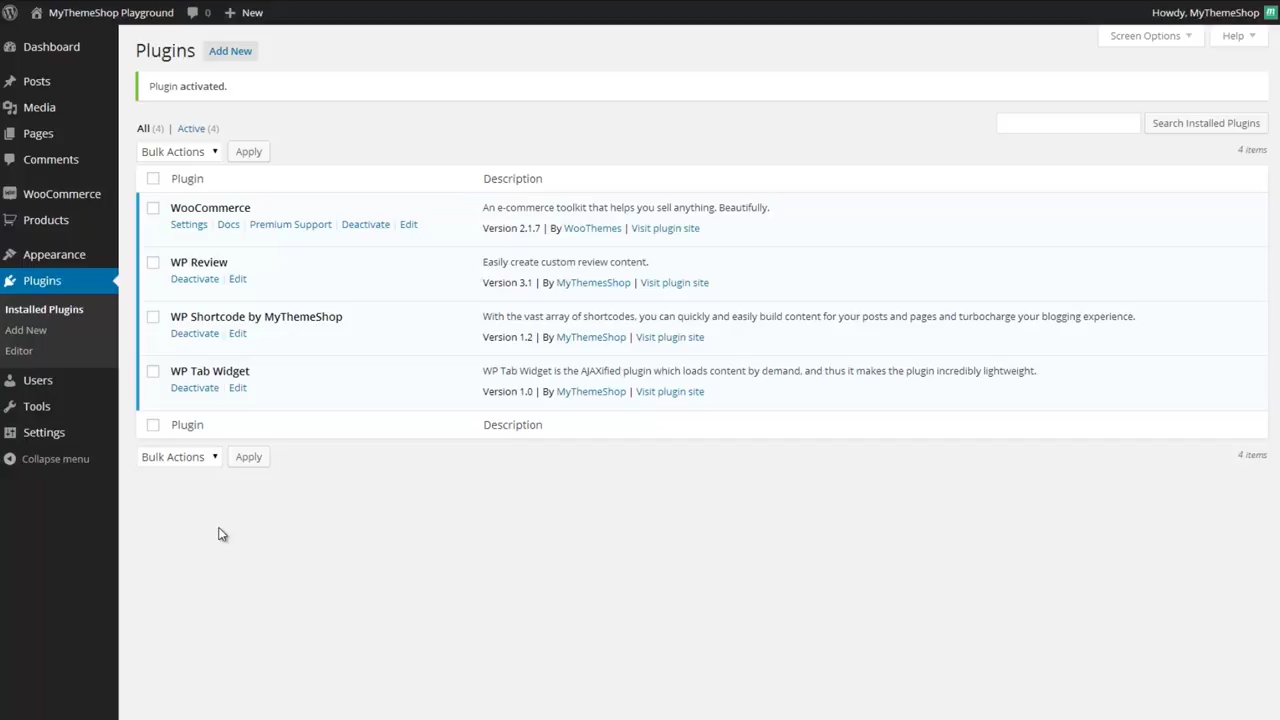 MyThemeShop Playground 0 New Howdy, MyThemeShop m
Screen Options Help
Dashboard
Posts
Media
Pages
Comments
WooCommerce
Products
Appearance
Plugins
Installed Plugins
Add New
Editor
Users
Tools
Settings
Collapse menu
Plugins Add New
Plugin activated.
All (4) | Active (4)
Search Installed Plugins
Bulk Actions Apply
4 items
Plugin Description
WooCommerce An e-commerce toolkit that helps you sell anything. Beautifully.
Settings | Docs | Premium Support | Deactivate | Edit Version 2.1.7 | By WooThemes | Visit plugin site
WP Review Easily create custom review content.
Deactivate | Edit Version 3.1 | By MyThemesShop | Visit plugin site
WP Shortcode by MyThemeShop With the vast array of shortcodes, you can quickly and easily build content for your posts and pages and turbocharge your blogging experience.
Deactivate | Edit Version 1.2 | By MyThemeShop | Visit plugin site
WP Tab Widget WP Tab Widget is the AJAXified plugin which loads content by demand, and thus it makes the plugin incredibly lightweight.
Deactivate | Edit Version 1.0 | By MyThemeShop | Visit plugin site
Plugin Description
Bulk Actions Apply
4 items